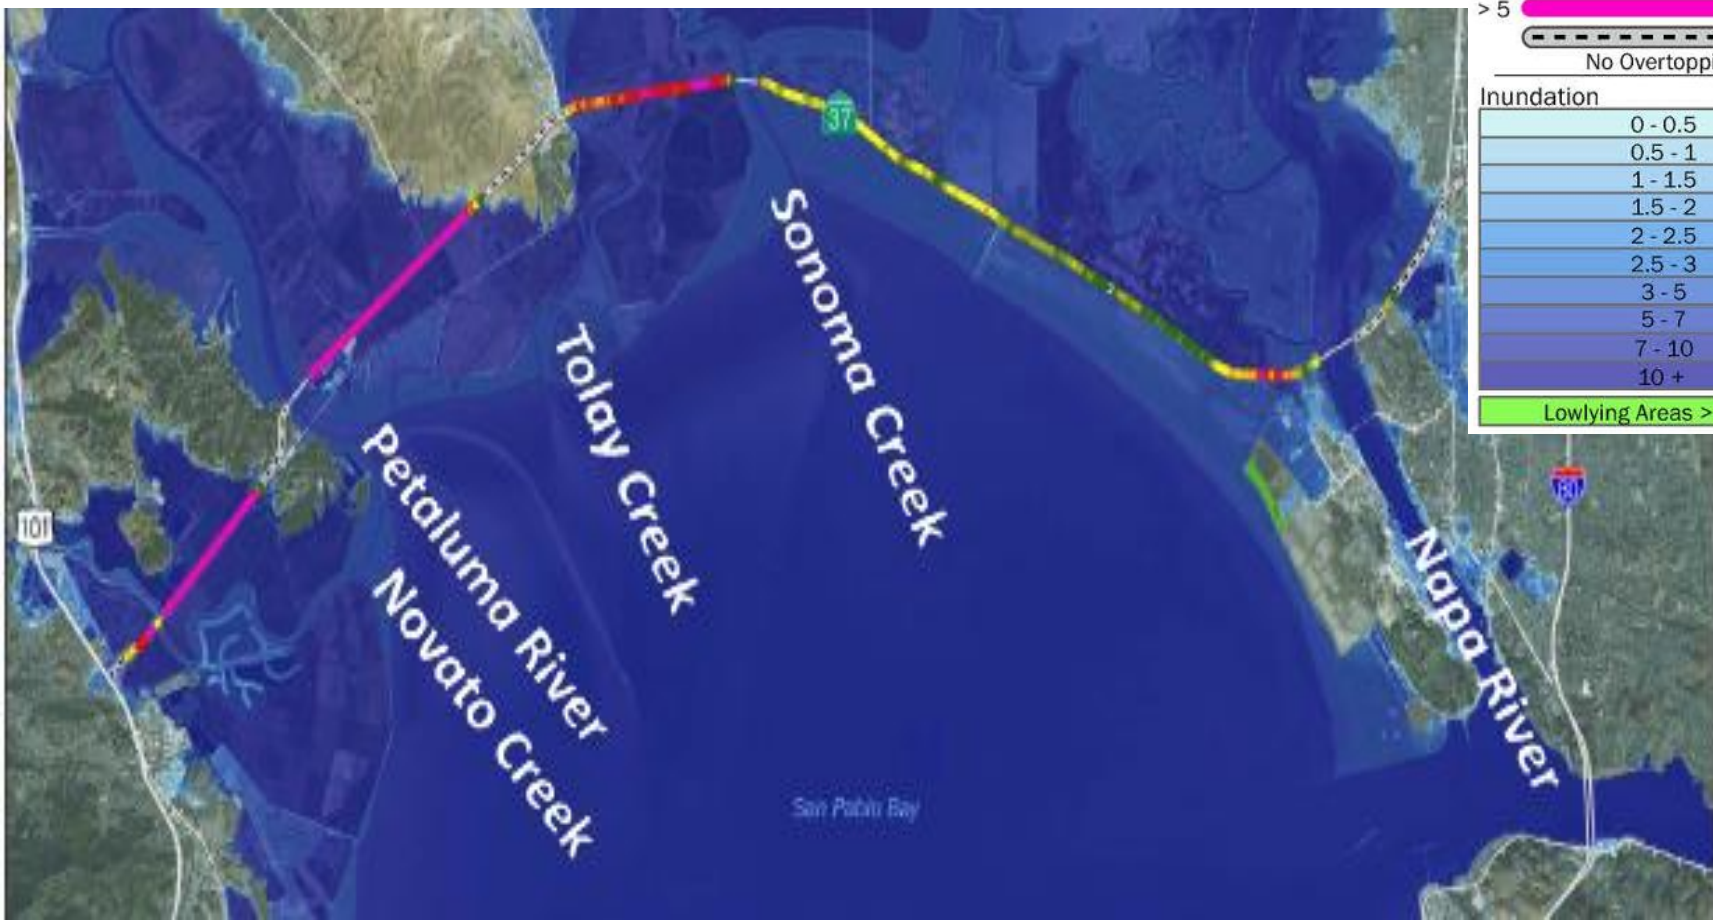 > 5
No Overtoppi
Inundation
0 - 0.5
0.5 - 1
1 - 1.5
1.5 - 2
2 - 2.5
2.5 - 3
3 - 5
5 - 7
7 - 10
10 +
Lowlying Areas >
37
Sonoma Creek
Tolay Creek
Petaluma River
Novato Creek
101
80
Napa River
San Pablo Bay